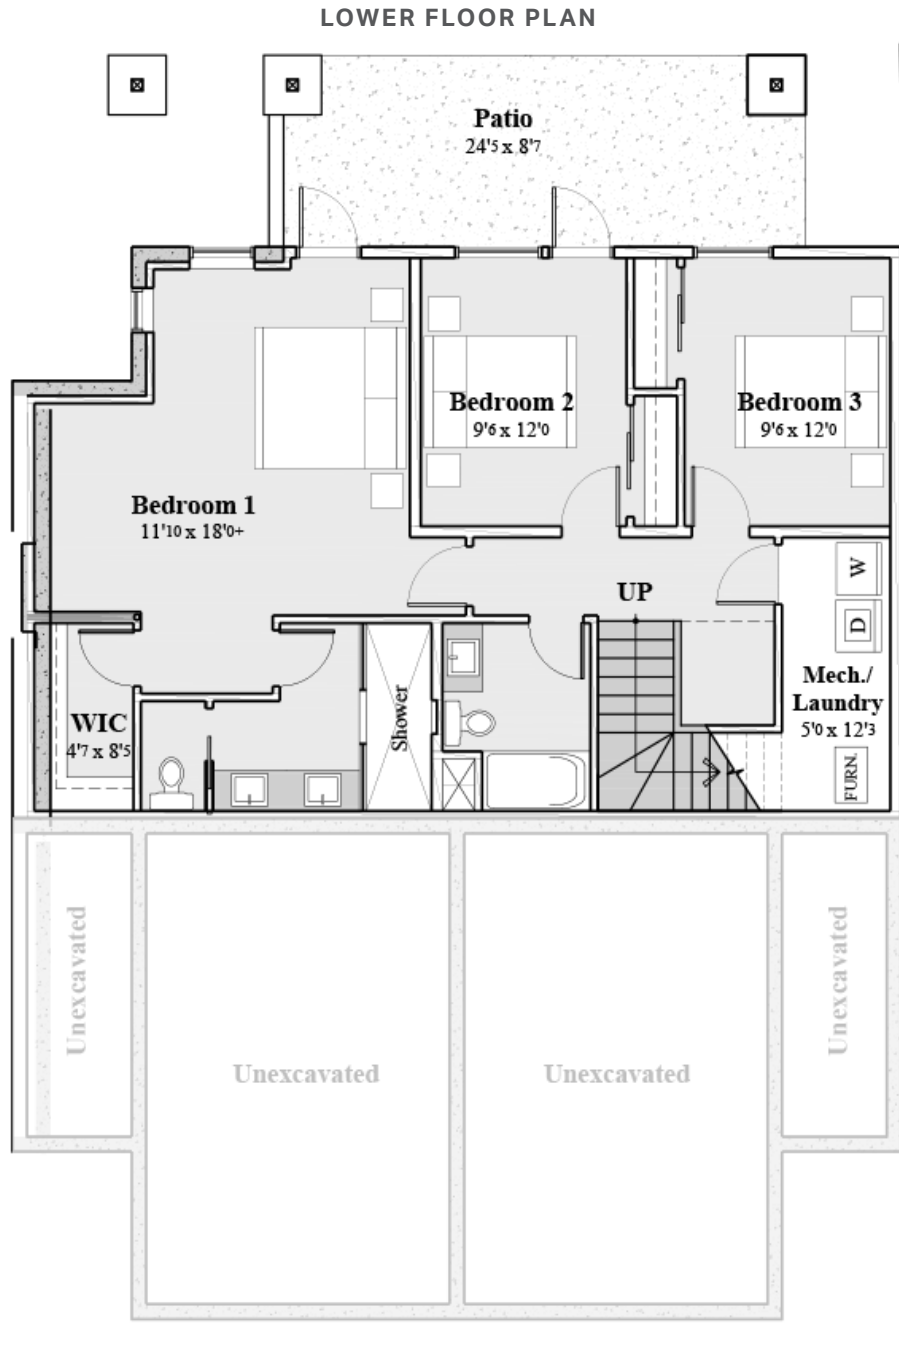 LOWER FLOOR PLAN
Patio
24'5 x 8'7
Bedroom 2
9'6 x 12'0
Bedroom 3
9'6 x 12'0
Bedroom 1
11'10 x 18'0+
UP
W
D
Mech./
Laundry
5'0 x 12'3
FURN.
WIC
4'7 x 8'5
Shower
Unexcavated
Unexcavated
Unexcavated
Unexcavated